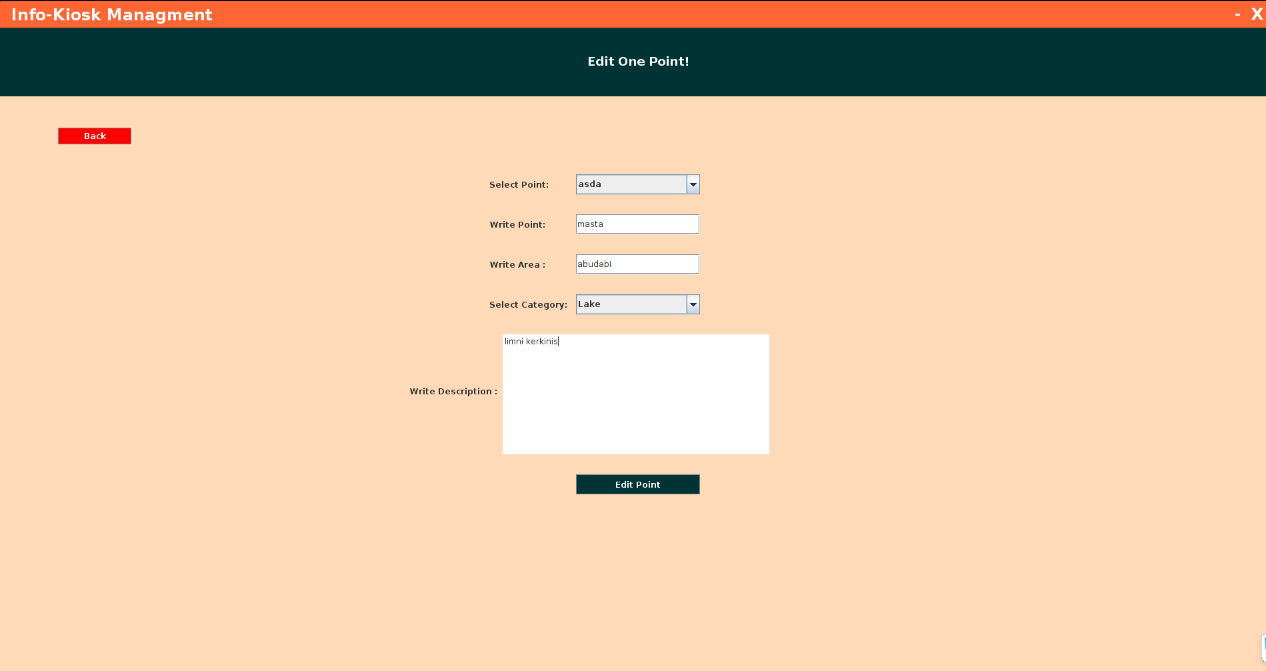 Info-Kiosk Managment - X
Edit One Point!
Back
Select Point: asda
Write Point: masta
Write Area : abudabi
Select Category: Lake
limni kerkinis
Write Description :
Edit Point